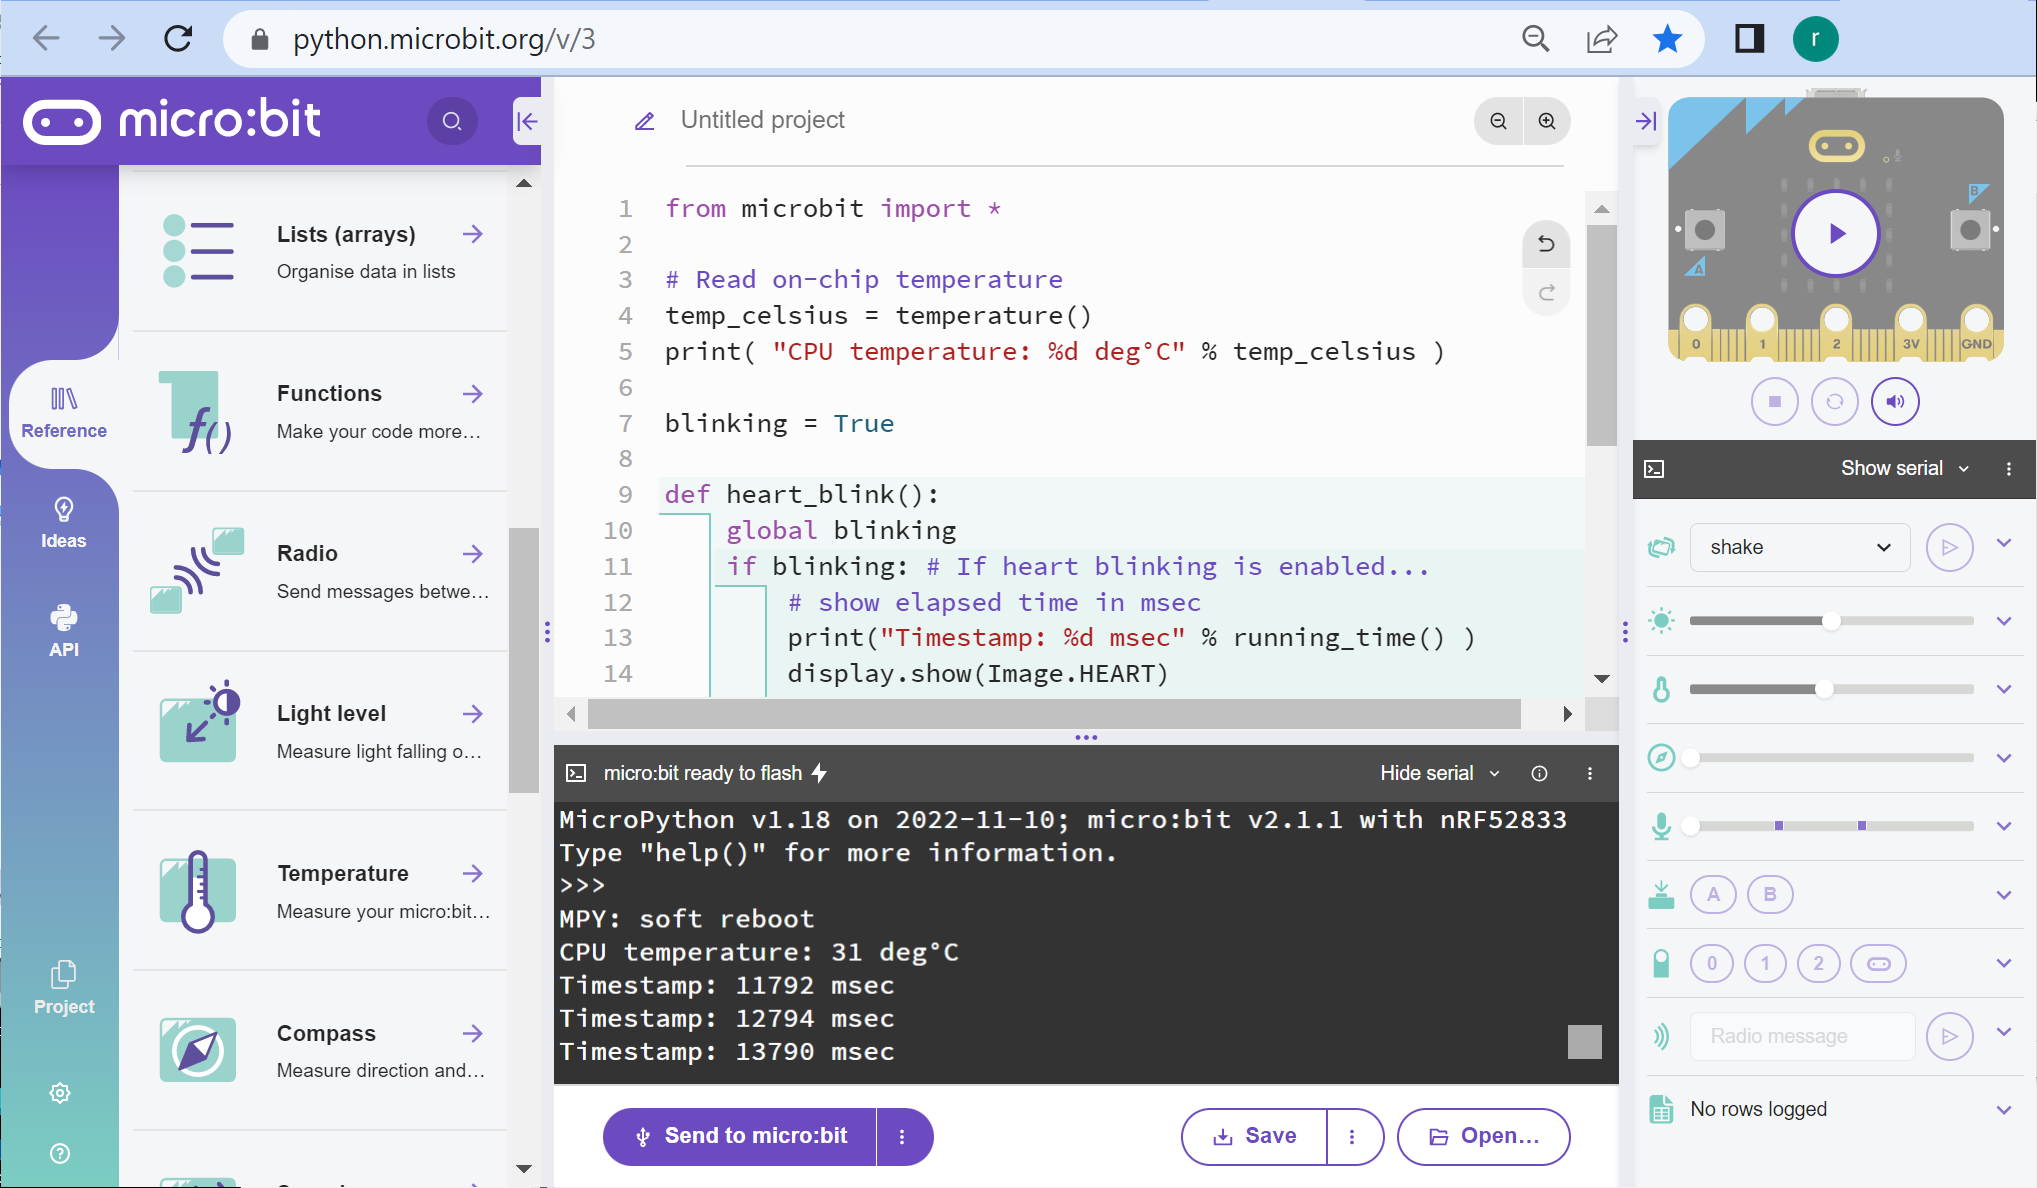 python.microbit.org/v/3
r
micro:bit
Lists (arrays)
Organise data in lists
Functions
Make your code more...
f()
Radio
Send messages betwe...
Light level
Measure light falling o...
Temperature
Measure your micro:bit...
Compass
Measure direction and...
Reference
Ideas
API
Project
Untitled project
1 from microbit import *
2
3 # Read on-chip temperature
4 temp_celsius = temperature()
5 print( "CPU temperature: %d deg°C" % temp_celsius )
6
7 blinking = True
8
9 def heart_blink():
10 global blinking
11 if blinking: # If heart blinking is enabled...
12 # show elapsed time in msec
13 print("Timestamp: %d msec" % running_time() )
14 display.show(Image.HEART)
micro:bit ready to flash
Hide serial
MicroPython v1.18 on 2022-11-10; micro:bit v2.1.1 with nRF52833
Type "help()" for more information.
>>>
MPY: soft reboot
CPU temperature: 31 deg°C
Timestamp: 11792 msec
Timestamp: 12794 msec
Timestamp: 13790 msec
Send to micro:bit
Save
Open...
B
A
0 1 2 3V GND
Show serial
shake
A B
0 1 2
Radio message
No rows logged